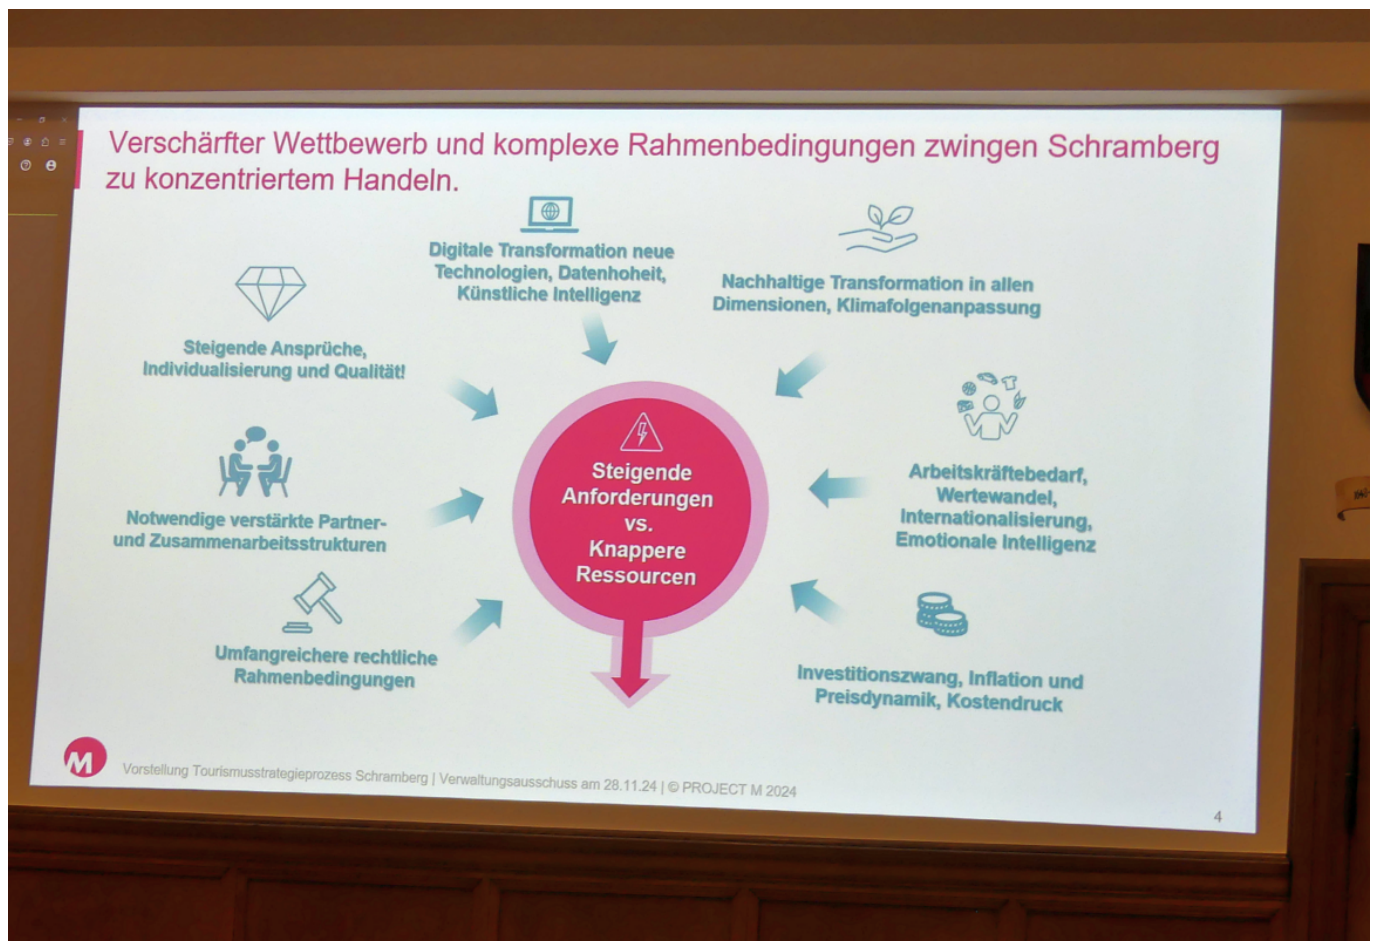 Verschärfter Wettbewerb und komplexe Rahmenbedingungen zwingen Schramberg
zu konzentriertem Handeln.
Digitale Transformation neue
Technologien, Datenhoheit,
Künstliche Intelligenz
Nachhaltige Transformation in allen
Dimensionen, Klimafolgenanpassung
Steigende Ansprüche,
Individualisierung und Qualität!
Arbeitskräftebedarf,
Wertewandel,
Internationalisierung,
Emotionale Intelligenz
Steigende
Anforderungen
vs.
Knappere
Ressourcen
Notwendige verstärkte Partner-
und Zusammenarbeitsstrukturen
Umfangreichere rechtliche
Rahmenbedingungen
Investitionszwang, Inflation und
Preisdynamik, Kostendruck
M
Vorstellung Tourismusstrategieprozess Schramberg | Verwaltungsausschuss am 28.11.24 | © PROJECT M 2024
4